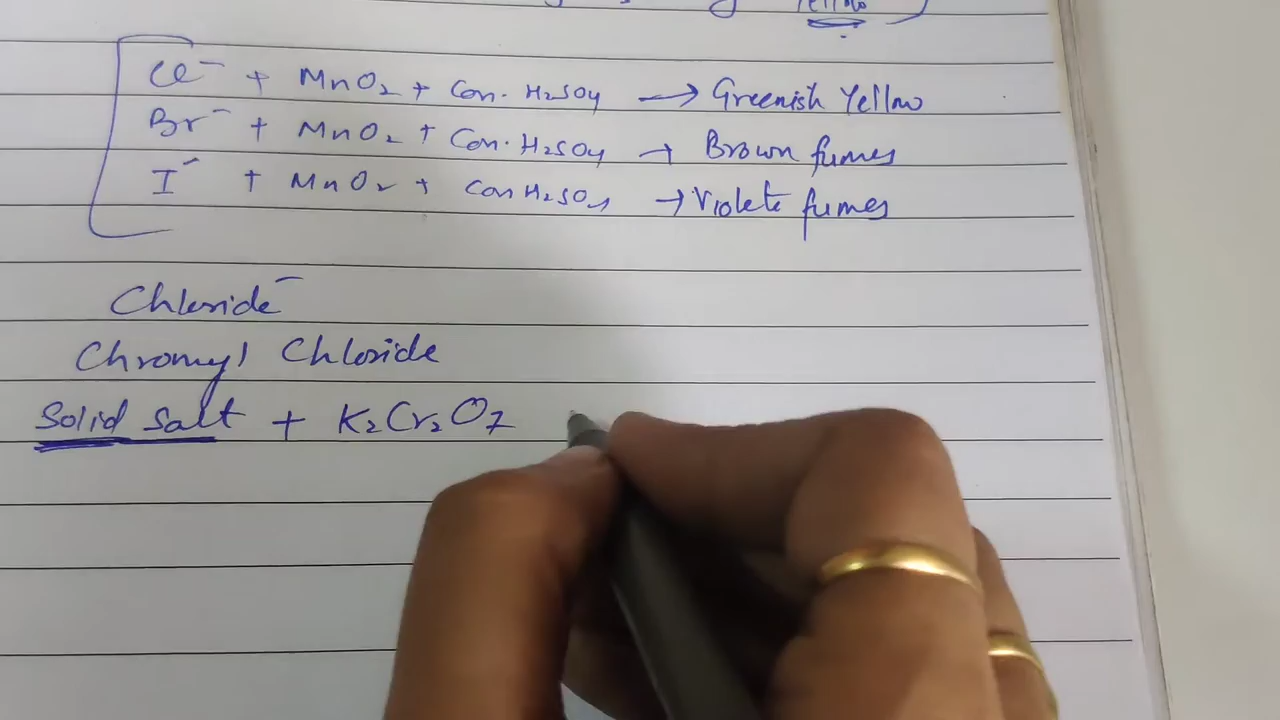 Yellow
Cl⁻ + MnO₂ + Con. H₂SO₄ → Greenish Yellow
Br⁻ + MnO₂ + Con. H₂SO₄ → Brown fumes
I⁻ + MnO₂ + Con H₂SO₄ → Violete fumes
Chloride⁻
Chromyl Chloride
Solid Salt + K₂Cr₂O₇